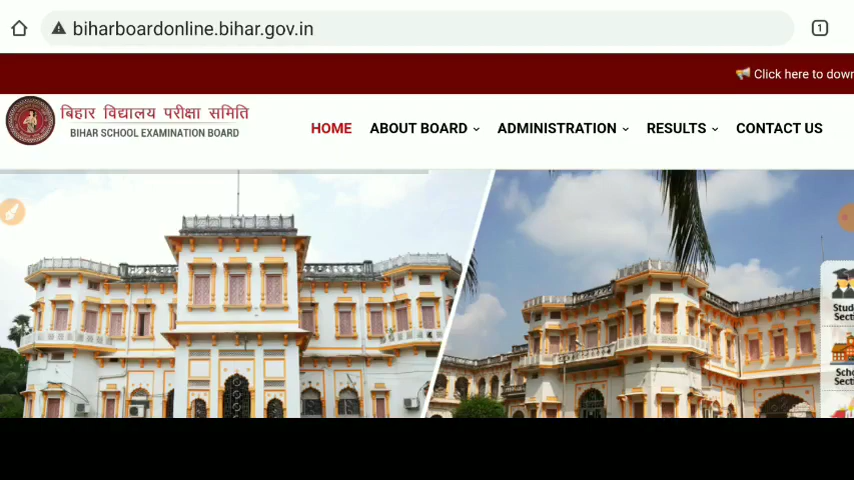 biharboardonline.bihar.gov.in
1
Click here to
बिहार विद्यालय परीक्षा समिति
BIHAR SCHOOL EXAMINATION BOARD
HOME
ABOUT BOARD
ADMINISTRATION
RESULTS
CONTACT US